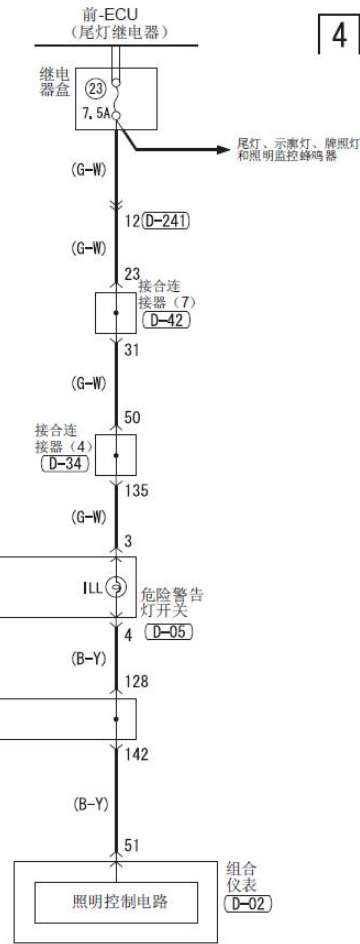 前-ECU
(尾灯继电器)
4
继电
器盒
23
7.5A
尾灯、示廓灯、牌照灯
和照明监控蜂鸣器
(G-W)
12 D-241
(G-W)
23
接合连
接器(7)
D-42
31
(G-W)
50
接合连
接器(4)
D-34
135
(G-W)
3
ILL
危险警告
灯开关
4 D-05
(B-Y)
128
142
(B-Y)
51
组合
仪表
D-02
照明控制电路